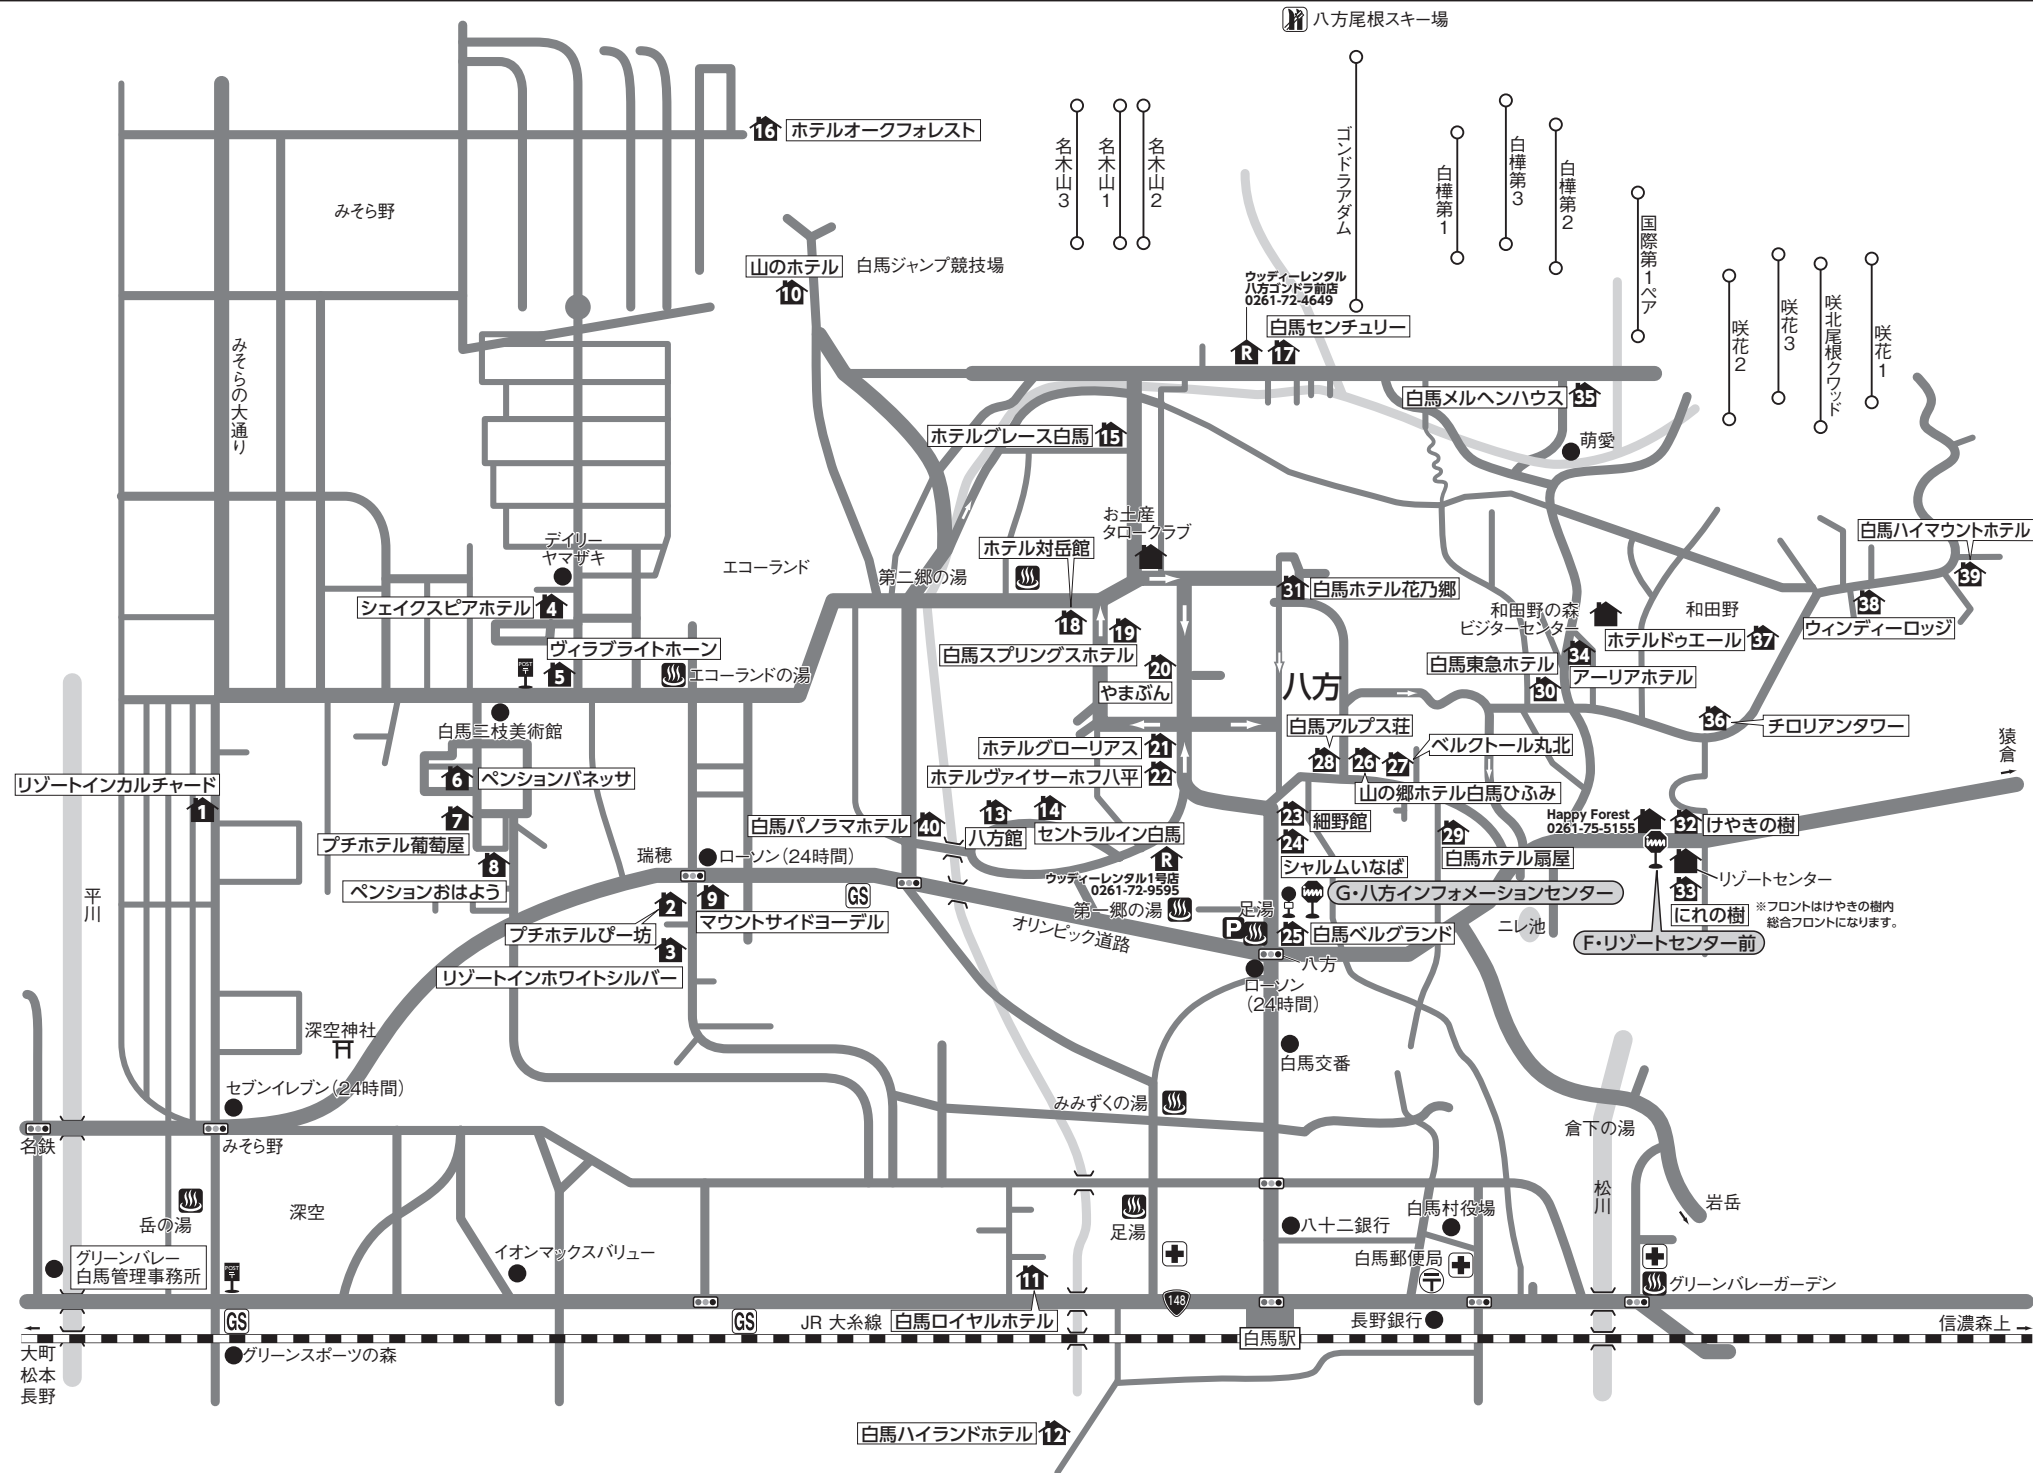 八方尾根スキー場
名木山3
名木山1
名木山2
ゴンドラアダム
白樺第1
白樺第3
白樺第2
国際第1ペア
咲花2
咲花3
咲北尾根クワッド
咲花1
16
ホテルオークフォレスト
みそら野
山のホテル
10
白馬ジャンプ競技場
ウッディーレンタル
八方ゴンドラ前店
0261-72-4649
白馬センチュリー
R
17
みそらの大通り
白馬メルヘンハウス
35
ホテルグレース白馬
15
萌愛
お土産
タロークラブ
白馬ハイマウントホテル
39
デイリー
ヤマザキ
エコーランド
第二郷の湯
ホテル対岳館
シェイクスピアホテル
4
18
19
31
白馬ホテル花乃郷
和田野の森
ビジターセンター
和田野
38
ウィンディーロッジ
ホテルドゥエール
37
ヴィラブライトホーン
POST
〒
5
エコーランドの湯
白馬スプリングスホテル
20
やまぶん
八方
白馬東急ホテル
34
30
アーリアホテル
白馬三枝美術館
白馬アルプス荘
36
チロリアンタワー
ホテルグローリアス
21
28
26
27
ベルクトール丸北
猿倉
リゾートインカルチャード
1
6
ペンションバネッサ
ホテルヴァイサーホフ八平
22
山の郷ホテル白馬ひふみ
7
プチホテル葡萄屋
白馬パノラマホテル
40
13
八方館
14
セントラルイン白馬
23
細野館
24
シャルムいなば
29
白馬ホテル扇屋
Happy Forest
0261-75-5155
32
けやきの樹
8
ペンションおはよう
瑞穂
ローソン(24時間)
R
ウッディーレンタル1号店
0261-72-9595
リゾートセンター
33
にれの樹
※フロントはけやきの樹内
総合フロントになります。
平川
2
9
GS
マウントサイドヨーデル
プチホテルぴー坊
3
リゾートインホワイトシルバー
第一郷の湯
オリンピック道路
足湯
P
G・八方インフォメーションセンター
25
白馬ベルグランド
八方
ニレ池
F・リゾートセンター前
ローソン
(24時間)
深空神社
白馬交番
セブンイレブン(24時間)
みみずくの湯
倉下の湯
名鉄
みそら野
岳の湯
深空
足湯
八十二銀行
白馬村役場
松川
岩岳
グリーンバレー
白馬管理事務所
POST
〒
イオンマックスバリュー
白馬郵便局
〒
グリーンバレーガーデン
11
148
GS
GS
JR 大糸線
白馬ロイヤルホテル
白馬駅
長野銀行
信濃森上
大町
松本
長野
グリーンスポーツの森
白馬ハイランドホテル
12